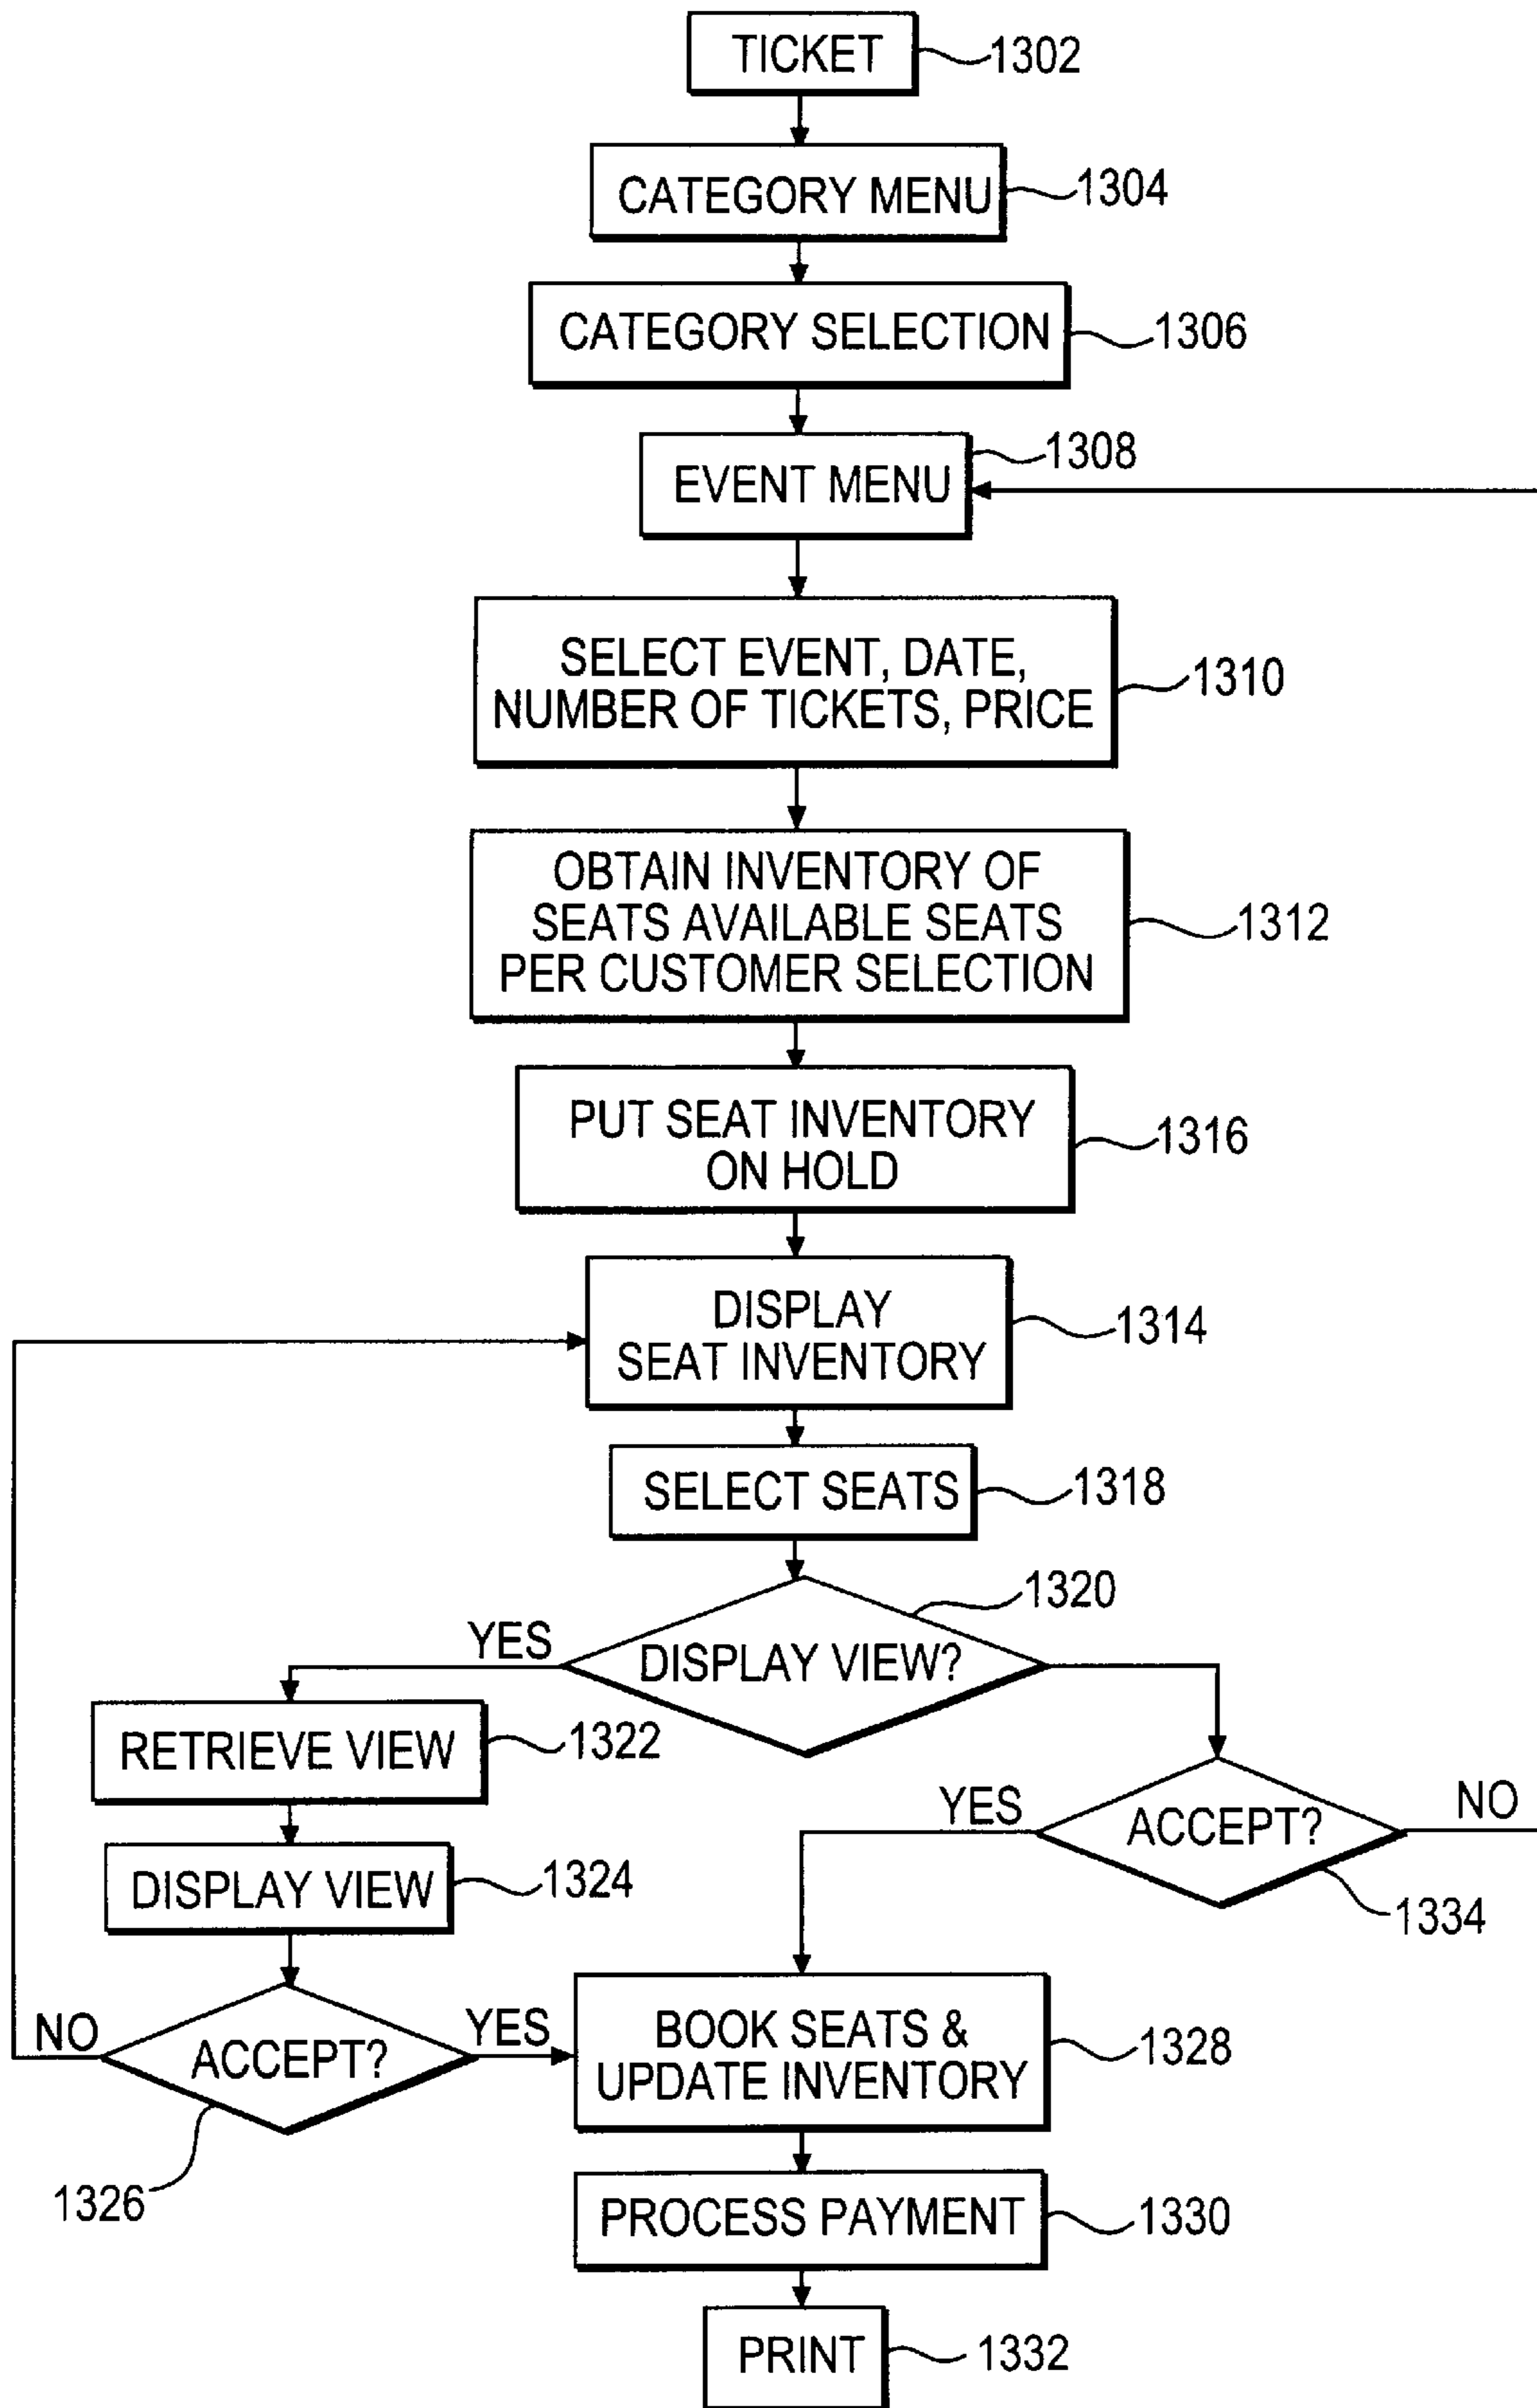 TICKET
1302
CATEGORY MENU
1304
CATEGORY SELECTION
1306
EVENT MENU
1308
SELECT EVENT, DATE,
NUMBER OF TICKETS, PRICE
1310
OBTAIN INVENTORY OF
SEATS AVAILABLE SEATS
PER CUSTOMER SELECTION
1312
PUT SEAT INVENTORY
ON HOLD
1316
DISPLAY
SEAT INVENTORY
1314
SELECT SEATS
1318
1320
YES
DISPLAY VIEW?
RETRIEVE VIEW
1322
YES
ACCEPT?
NO
1334
DISPLAY VIEW
1324
NO
ACCEPT?
YES
1326
BOOK SEATS &
UPDATE INVENTORY
1328
PROCESS PAYMENT
1330
PRINT
1332